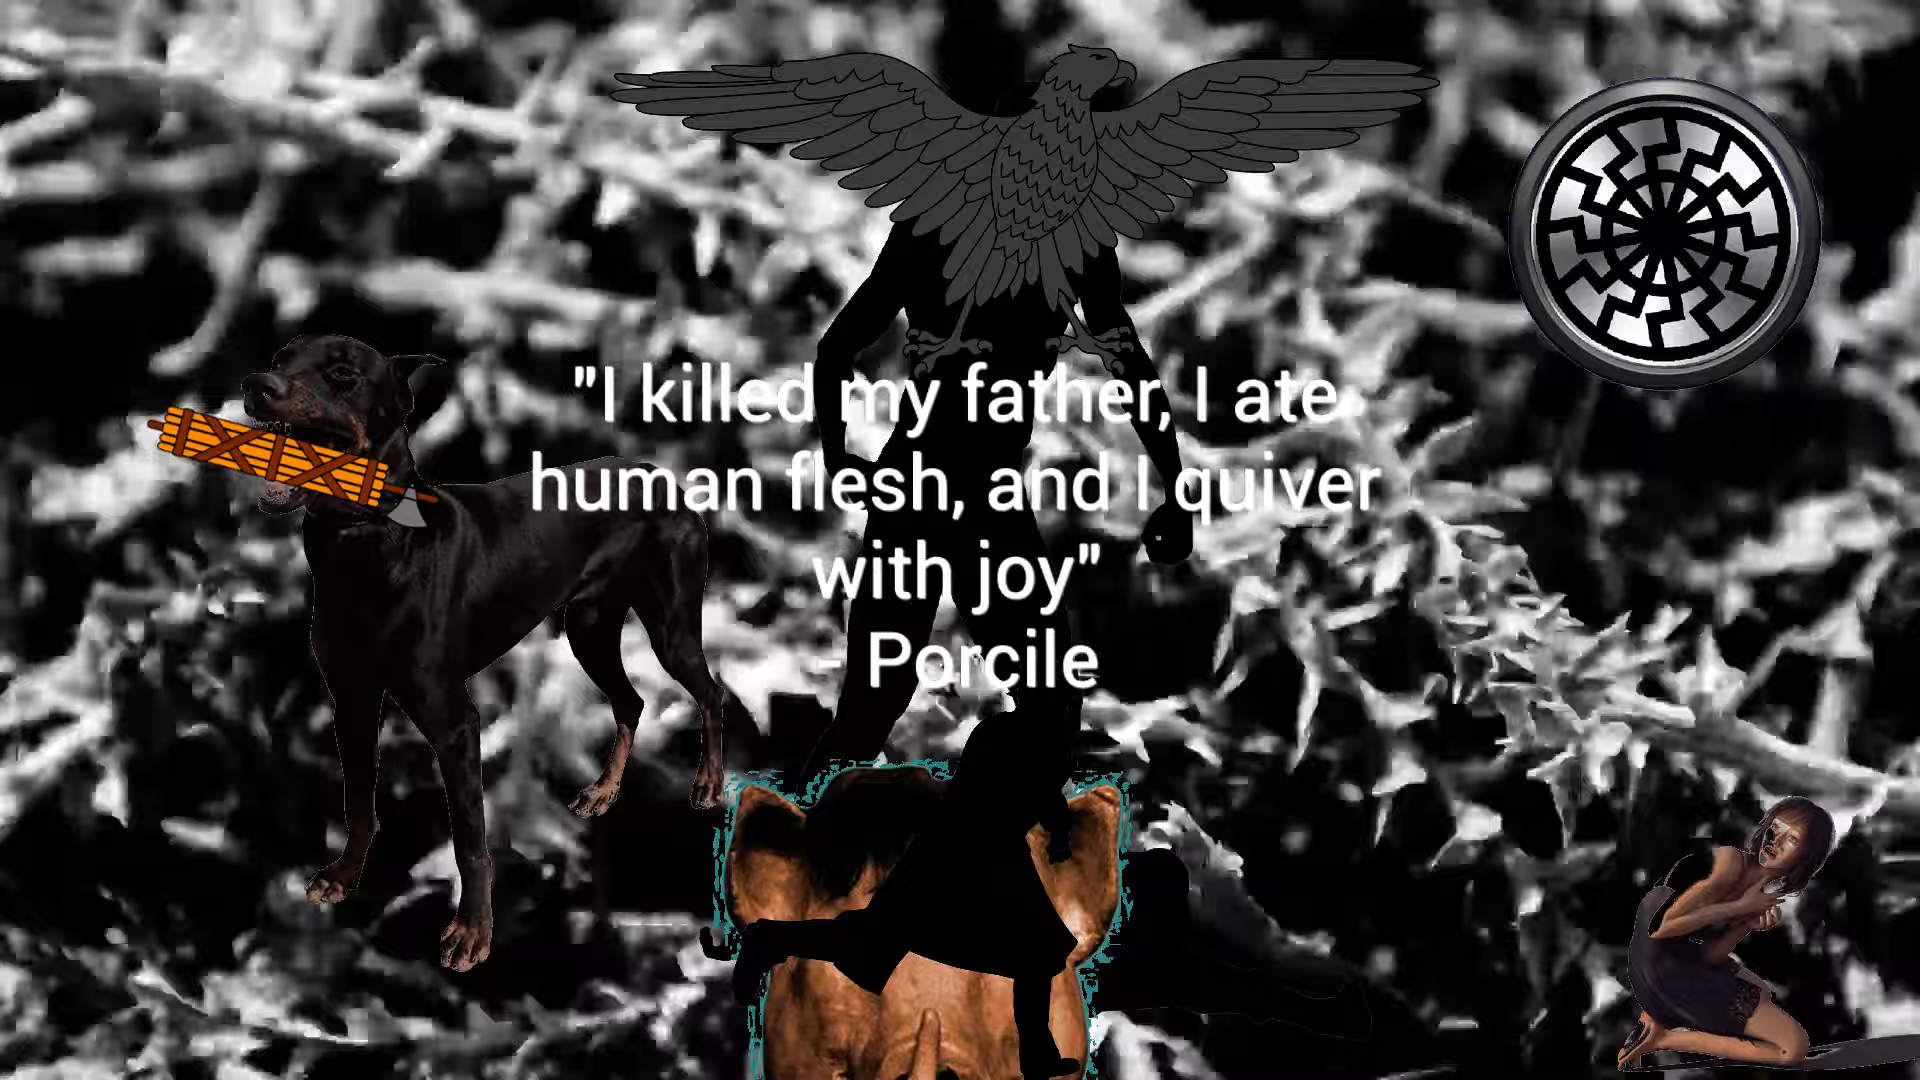 "I killed my father, I ate
human flesh, and I quiver
with joy"
- Porcile